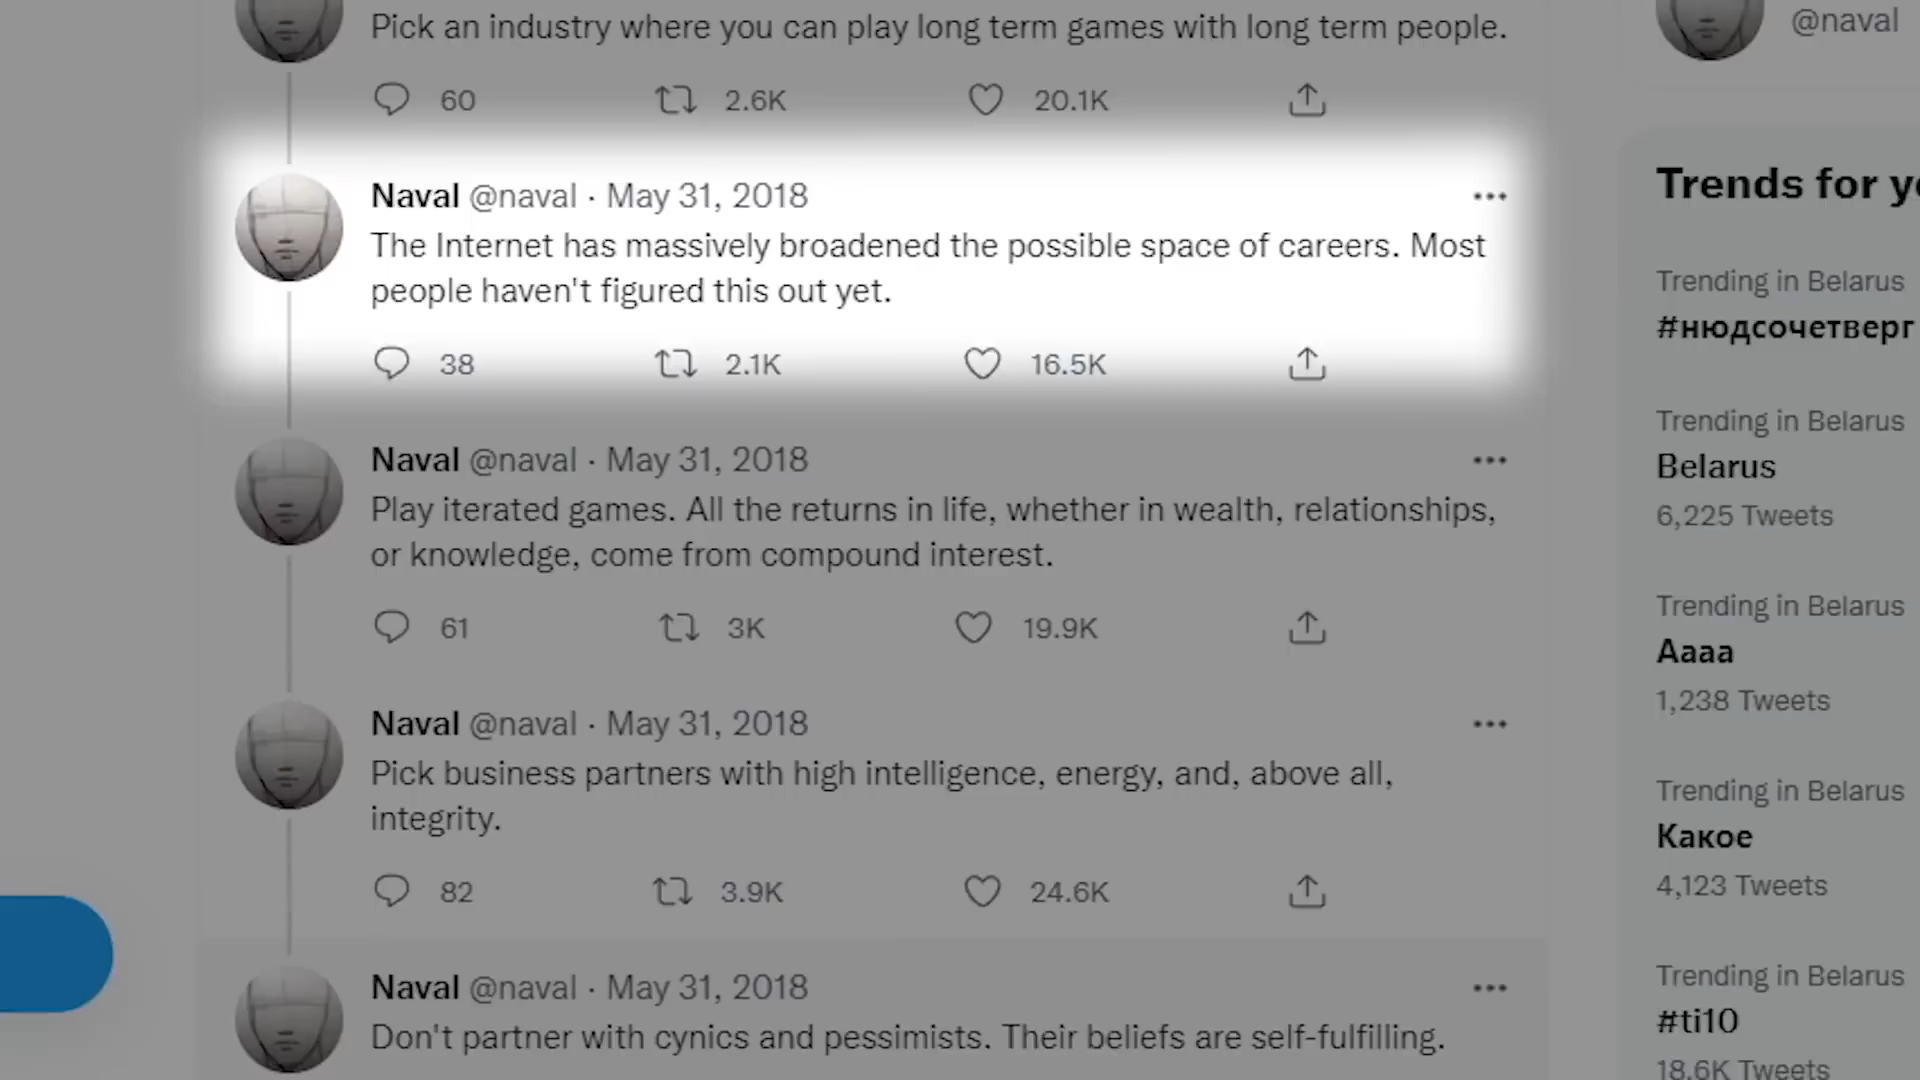 Pick an industry where you can play long term games with long term people.
60 2.6K 20.1K
Naval @naval · May 31, 2018
The Internet has massively broadened the possible space of careers. Most
people haven't figured this out yet.
38 2.1K 16.5K
Naval @naval · May 31, 2018
Play iterated games. All the returns in life, whether in wealth, relationships,
or knowledge, come from compound interest.
61 3K 19.9K
Naval @naval · May 31, 2018
Pick business partners with high intelligence, energy, and, above all,
integrity.
82 3.9K 24.6K
Naval @naval · May 31, 2018
Don't partner with cynics and pessimists. Their beliefs are self-fulfilling.
@naval
Trends for yo
Trending in Belarus
#нюдсочетверг
Trending in Belarus
Belarus
6,225 Tweets
Trending in Belarus
Аааа
1,238 Tweets
Trending in Belarus
Какое
4,123 Tweets
Trending in Belarus
#ti10
18.6K Tweets